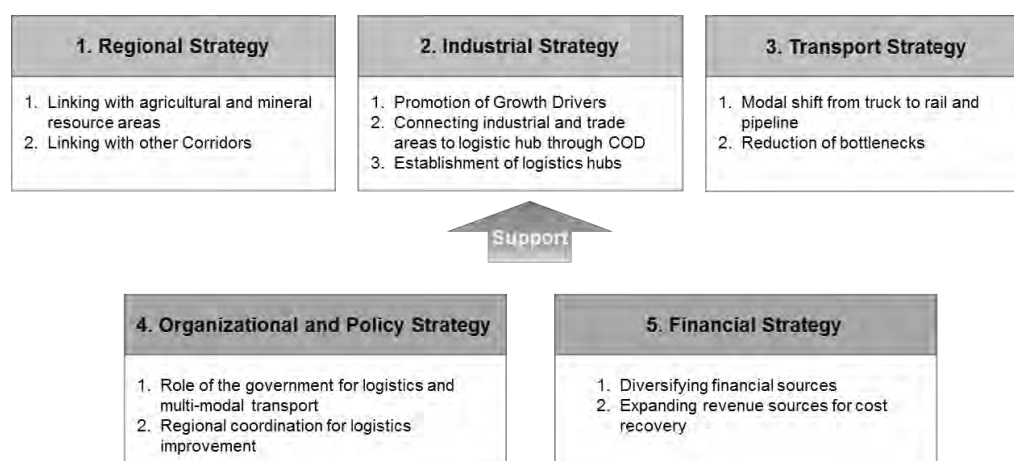 1. Regional Strategy
1. Linking with agricultural and mineral
resource areas
2. Linking with other Corridors
2. Industrial Strategy
1. Promotion of Growth Drivers
2. Connecting industrial and trade
areas to logistic hub through COD
3. Establishment of logistics hubs
3. Transport Strategy
1. Modal shift from truck to rail and
pipeline
2. Reduction of bottlenecks
Support
4. Organizational and Policy Strategy
1. Role of the government for logistics and
multi-modal transport
2. Regional coordination for logistics
improvement
5. Financial Strategy
1. Diversifying financial sources
2. Expanding revenue sources for cost
recovery